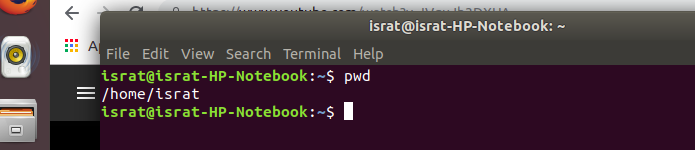 israt@israt-HP-Notebook: ~
File Edit View Search Terminal Help
israt@israt-HP-Notebook:~$ pwd
/home/israt
israt@israt-HP-Notebook:~$